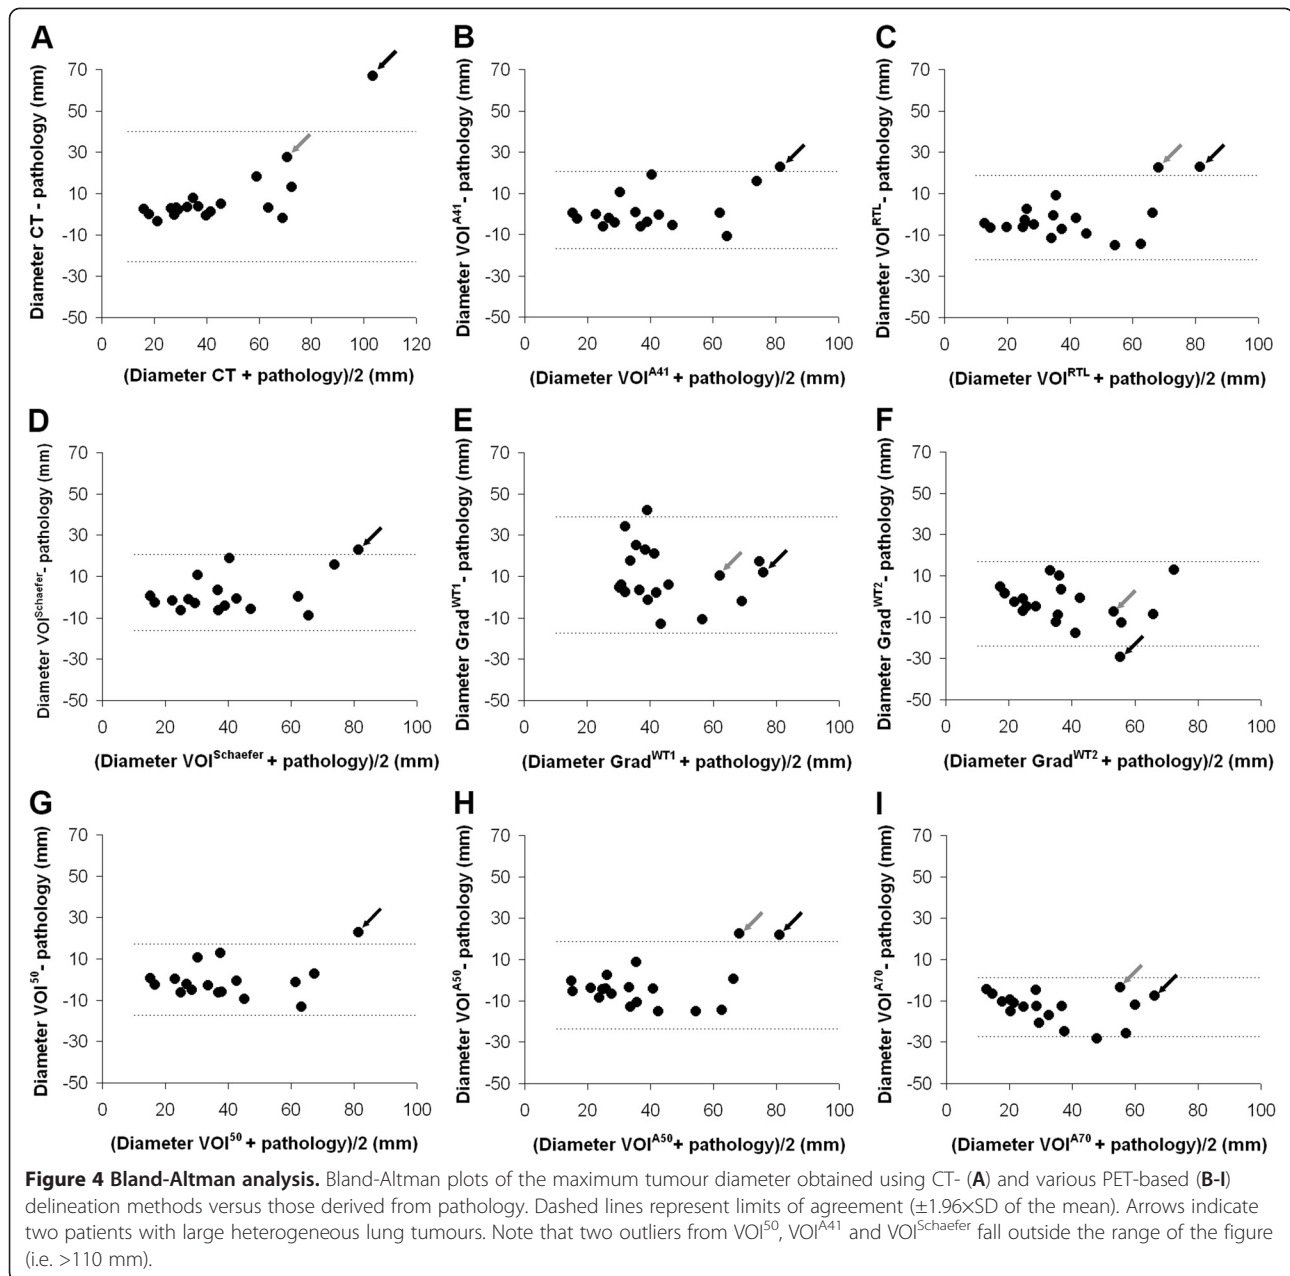 A
70
50
30
10
-10
-30
-50
0 20 40 60 80 100 120
Diameter CT - pathology (mm)
(Diameter CT + pathology)/2 (mm)
B
70
50
30
10
-10
-30
-50
0 20 40 60 80 100
Diameter VOI^A41 - pathology (mm)
(Diameter VOI^A41 + pathology)/2 (mm)
C
70
50
30
10
-10
-30
-50
0 20 40 60 80 100
Diameter VOI^RTL - pathology (mm)
(Diameter VOI^RTL + pathology)/2 (mm)
D
70
50
30
10
-10
-30
-50
0 20 40 60 80 100
Diameter VOI^Schaefer - pathology (mm)
(Diameter VOI^Schaefer + pathology)/2 (mm)
E
70
50
30
10
-10
-30
-50
0 20 40 60 80 100
Diameter Grad^WT1 - pathology (mm)
(Diameter Grad^WT1 + pathology)/2 (mm)
F
70
50
30
10
-10
-30
-50
0 20 40 60 80 100
Diameter Grad^WT2 - pathology (mm)
(Diameter Grad^WT2 + pathology)/2 (mm)
G
70
50
30
10
-10
-30
-50
0 20 40 60 80 100
Diameter VOI^50 - pathology (mm)
(Diameter VOI^50 + pathology)/2 (mm)
H
70
50
30
10
-10
-30
-50
0 20 40 60 80 100
Diameter VOI^A50 - pathology (mm)
(Diameter VOI^A50 + pathology)/2 (mm)
I
70
50
30
10
-10
-30
-50
0 20 40 60 80 100
Diameter VOI^A70 - pathology (mm)
(Diameter VOI^A70 + pathology)/2 (mm)
Figure 4 Bland-Altman analysis. Bland-Altman plots of the maximum tumour diameter obtained using CT- (A) and various PET-based (B-I)
delineation methods versus those derived from pathology. Dashed lines represent limits of agreement (±1.96×SD of the mean). Arrows indicate
two patients with large heterogeneous lung tumours. Note that two outliers from VOI^50, VOI^A41 and VOI^Schaefer fall outside the range of the figure
(i.e. >110 mm).